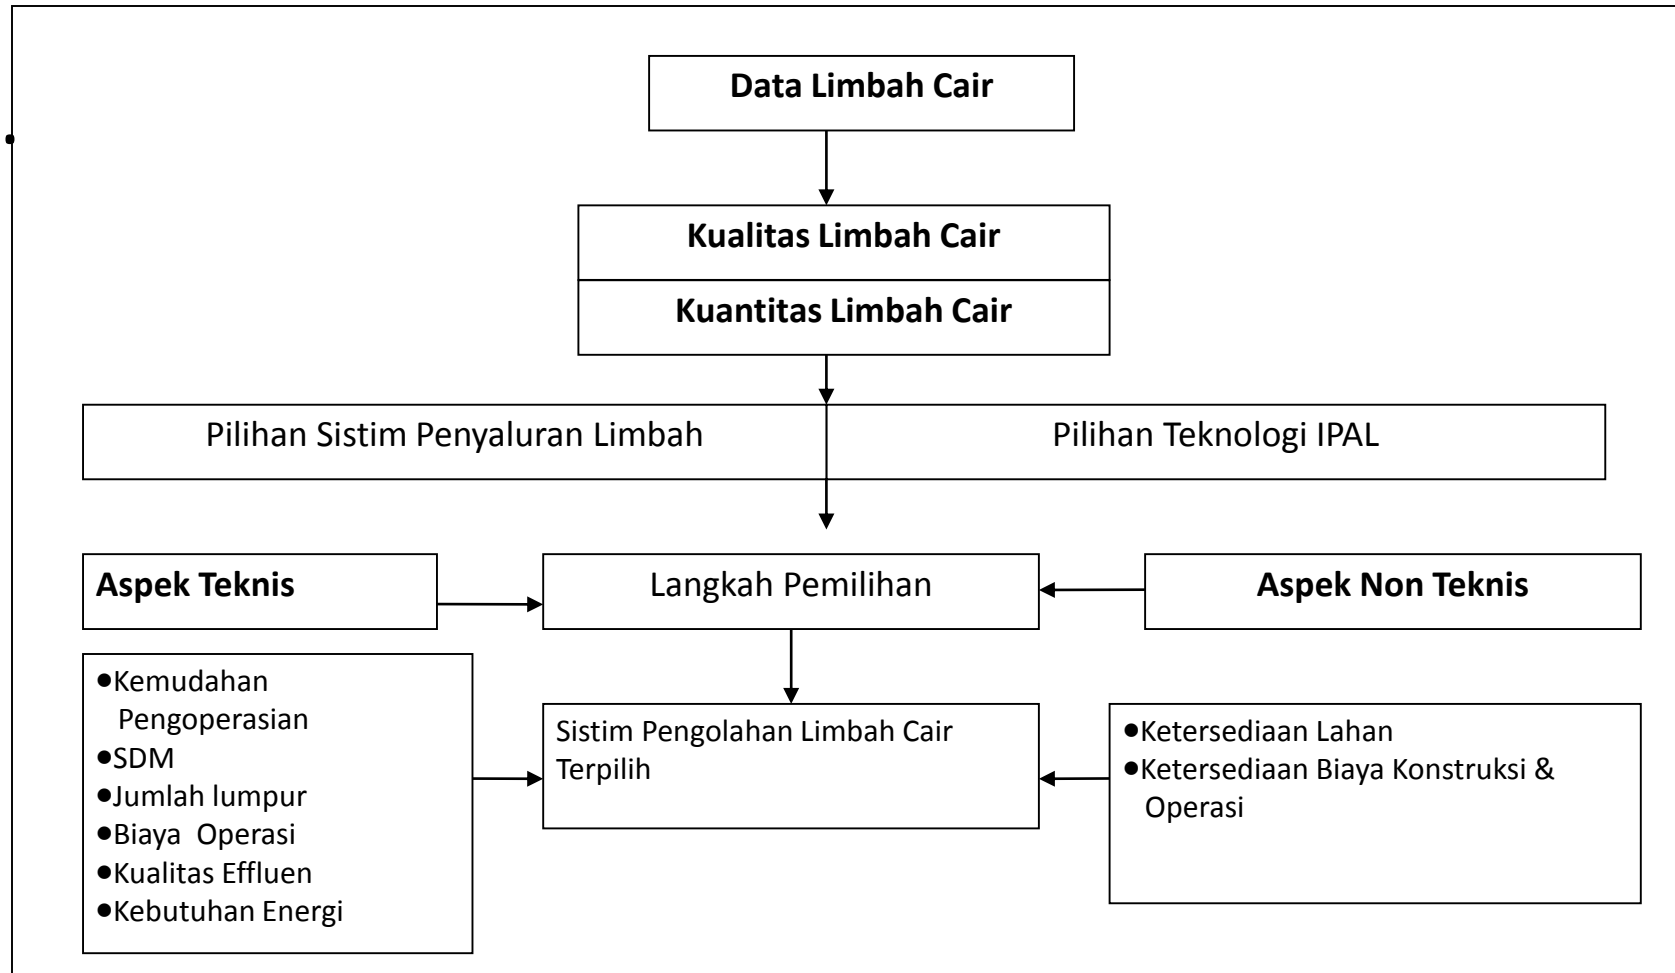 Data Limbah Cair
Kualitas Limbah Cair
Kuantitas Limbah Cair
Pilihan Sistim Penyaluran Limbah
Pilihan Teknologi IPAL
Aspek Teknis
Langkah Pemilihan
Aspek Non Teknis
●Kemudahan
Pengoperasian
●SDM
●Jumlah lumpur
●Biaya  Operasi
●Kualitas Effluen
●Kebutuhan Energi
Sistim Pengolahan Limbah Cair
Terpilih
●Ketersediaan Lahan
●Ketersediaan Biaya Konstruksi &
Operasi